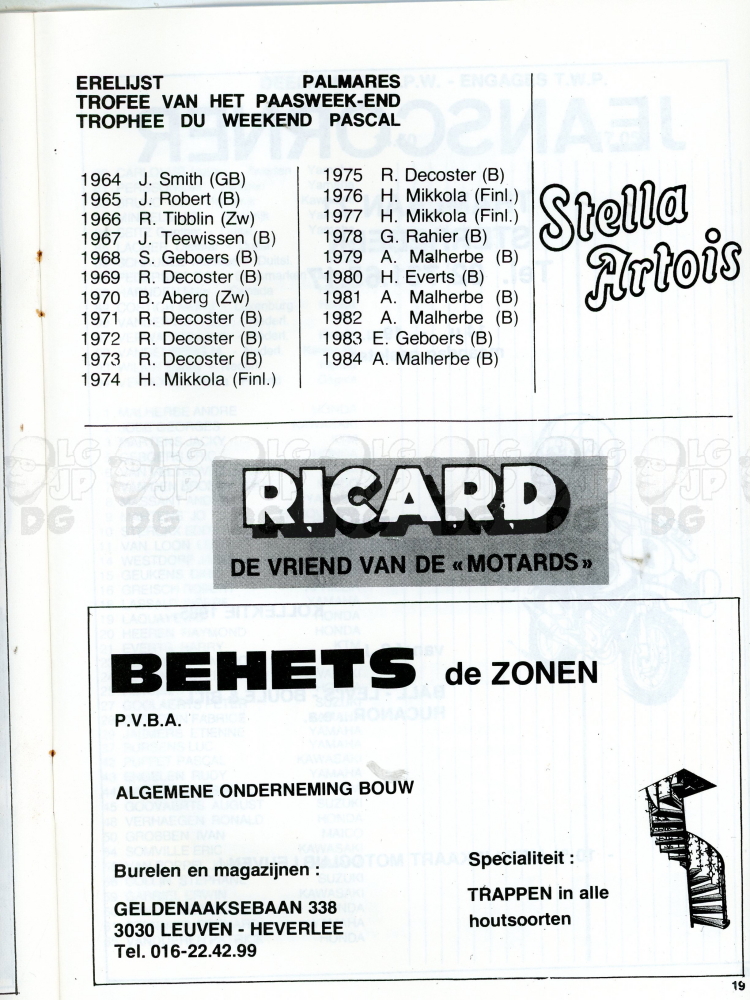 ERELIJST PALMARES
TROFEE VAN HET PAASWEEK-END
TROPHEE DU WEEKEND PASCAL
1964 J. Smith (GB)
1965 J. Robert (B)
1966 R. Tibblin (Zw)
1967 J. Teewissen (B)
1968 S. Geboers (B)
1969 R. Decoster (B)
1970 B. Aberg (Zw)
1971 R. Decoster (B)
1972 R. Decoster (B)
1973 R. Decoster (B)
1974 H. Mikkola (Finl.)
1975 R. Decoster (B)
1976 H. Mikkola (Finl.)
1977 H. Mikkola (Finl.)
1978 G. Rahier (B)
1979 A. Malherbe (B)
1980 H. Everts (B)
1981 A. Malherbe (B)
1982 A. Malherbe (B)
1983 E. Geboers (B)
1984 A. Malherbe (B)
Stella
Artois
RICARD
DE VRIEND VAN DE «MOTARDS»
BEHETS de ZONEN
P.V.B.A.
ALGEMENE ONDERNEMING BOUW
Burelen en magazijnen :
GELDENAAKSEBAAN 338
3030 LEUVEN - HEVERLEE
Tel. 016-22.42.99
Specialiteit :
TRAPPEN in alle
houtsoorten
19